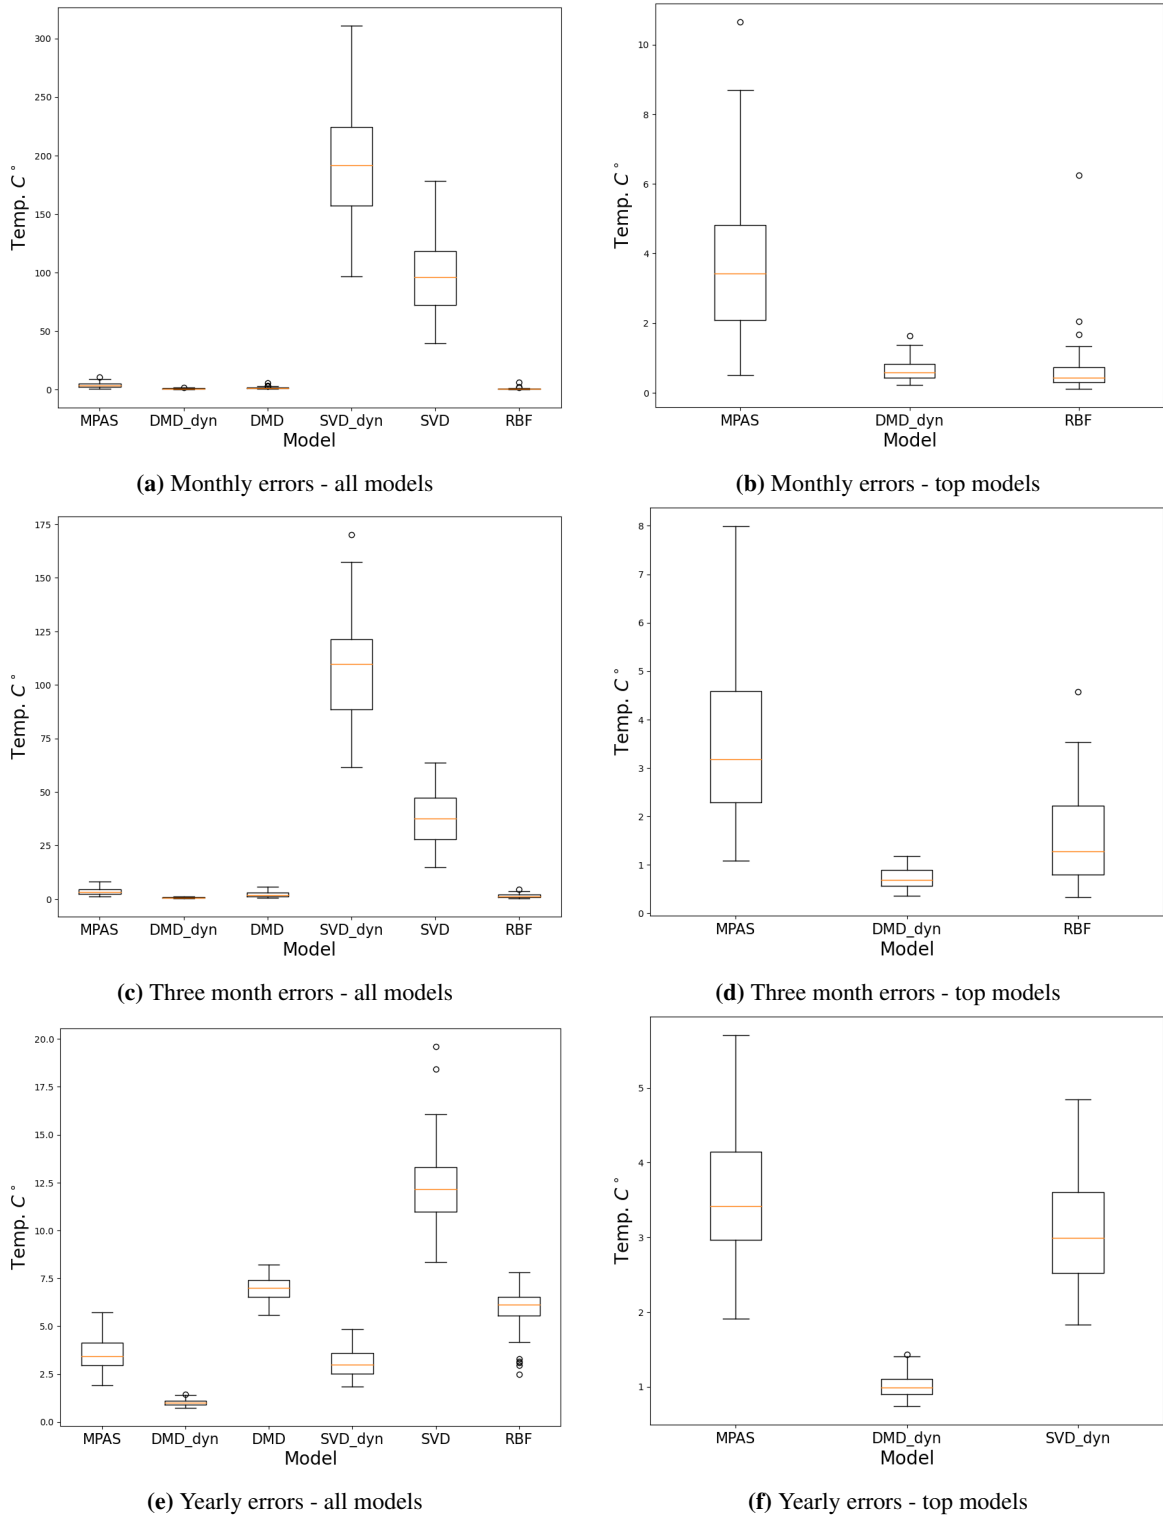 300
250
200
150
100
50
0
Temp. C°
MPAS DMD_dyn DMD SVD_dyn SVD RBF
Model
(a) Monthly errors - all models
10
8
6
4
2
0
Temp. C°
MPAS DMD_dyn RBF
Model
(b) Monthly errors - top models
175
150
125
100
75
50
25
0
Temp. C°
MPAS DMD_dyn DMD SVD_dyn SVD RBF
Model
(c) Three month errors - all models
8
7
6
5
4
3
2
1
0
Temp. C°
MPAS DMD_dyn RBF
Model
(d) Three month errors - top models
20.0
17.5
15.0
12.5
10.0
7.5
5.0
2.5
0.0
Temp. C°
MPAS DMD_dyn DMD SVD_dyn SVD RBF
Model
(e) Yearly errors - all models
5
4
3
2
1
Temp. C°
MPAS DMD_dyn SVD_dyn
Model
(f) Yearly errors - top models